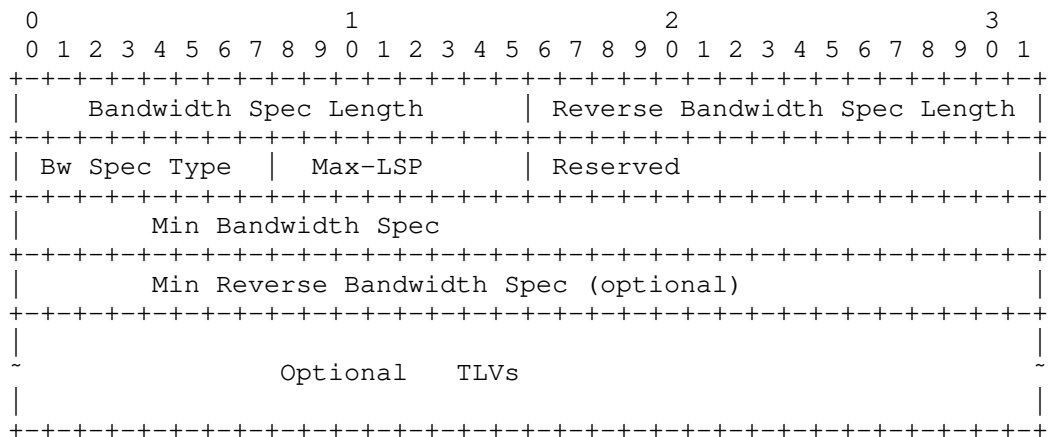 0                   1                   2                   3
 0 1 2 3 4 5 6 7 8 9 0 1 2 3 4 5 6 7 8 9 0 1 2 3 4 5 6 7 8 9 0 1
+-+-+-+-+-+-+-+-+-+-+-+-+-+-+-+-+-+-+-+-+-+-+-+-+-+-+-+-+-+-+-+-+
|    Bandwidth Spec Length      | Reverse Bandwidth Spec Length |
+-+-+-+-+-+-+-+-+-+-+-+-+-+-+-+-+-+-+-+-+-+-+-+-+-+-+-+-+-+-+-+-+
| Bw Spec Type  |  Max-LSP      | Reserved                      |
+-+-+-+-+-+-+-+-+-+-+-+-+-+-+-+-+-+-+-+-+-+-+-+-+-+-+-+-+-+-+-+-+
|        Min Bandwidth Spec                                     |
+-+-+-+-+-+-+-+-+-+-+-+-+-+-+-+-+-+-+-+-+-+-+-+-+-+-+-+-+-+-+-+-+
|        Min Reverse Bandwidth Spec (optional)                  |
+-+-+-+-+-+-+-+-+-+-+-+-+-+-+-+-+-+-+-+-+-+-+-+-+-+-+-+-+-+-+-+-+
|                                                               |
~                Optional   TLVs                                ~
|                                                               |
+-+-+-+-+-+-+-+-+-+-+-+-+-+-+-+-+-+-+-+-+-+-+-+-+-+-+-+-+-+-+-+-+